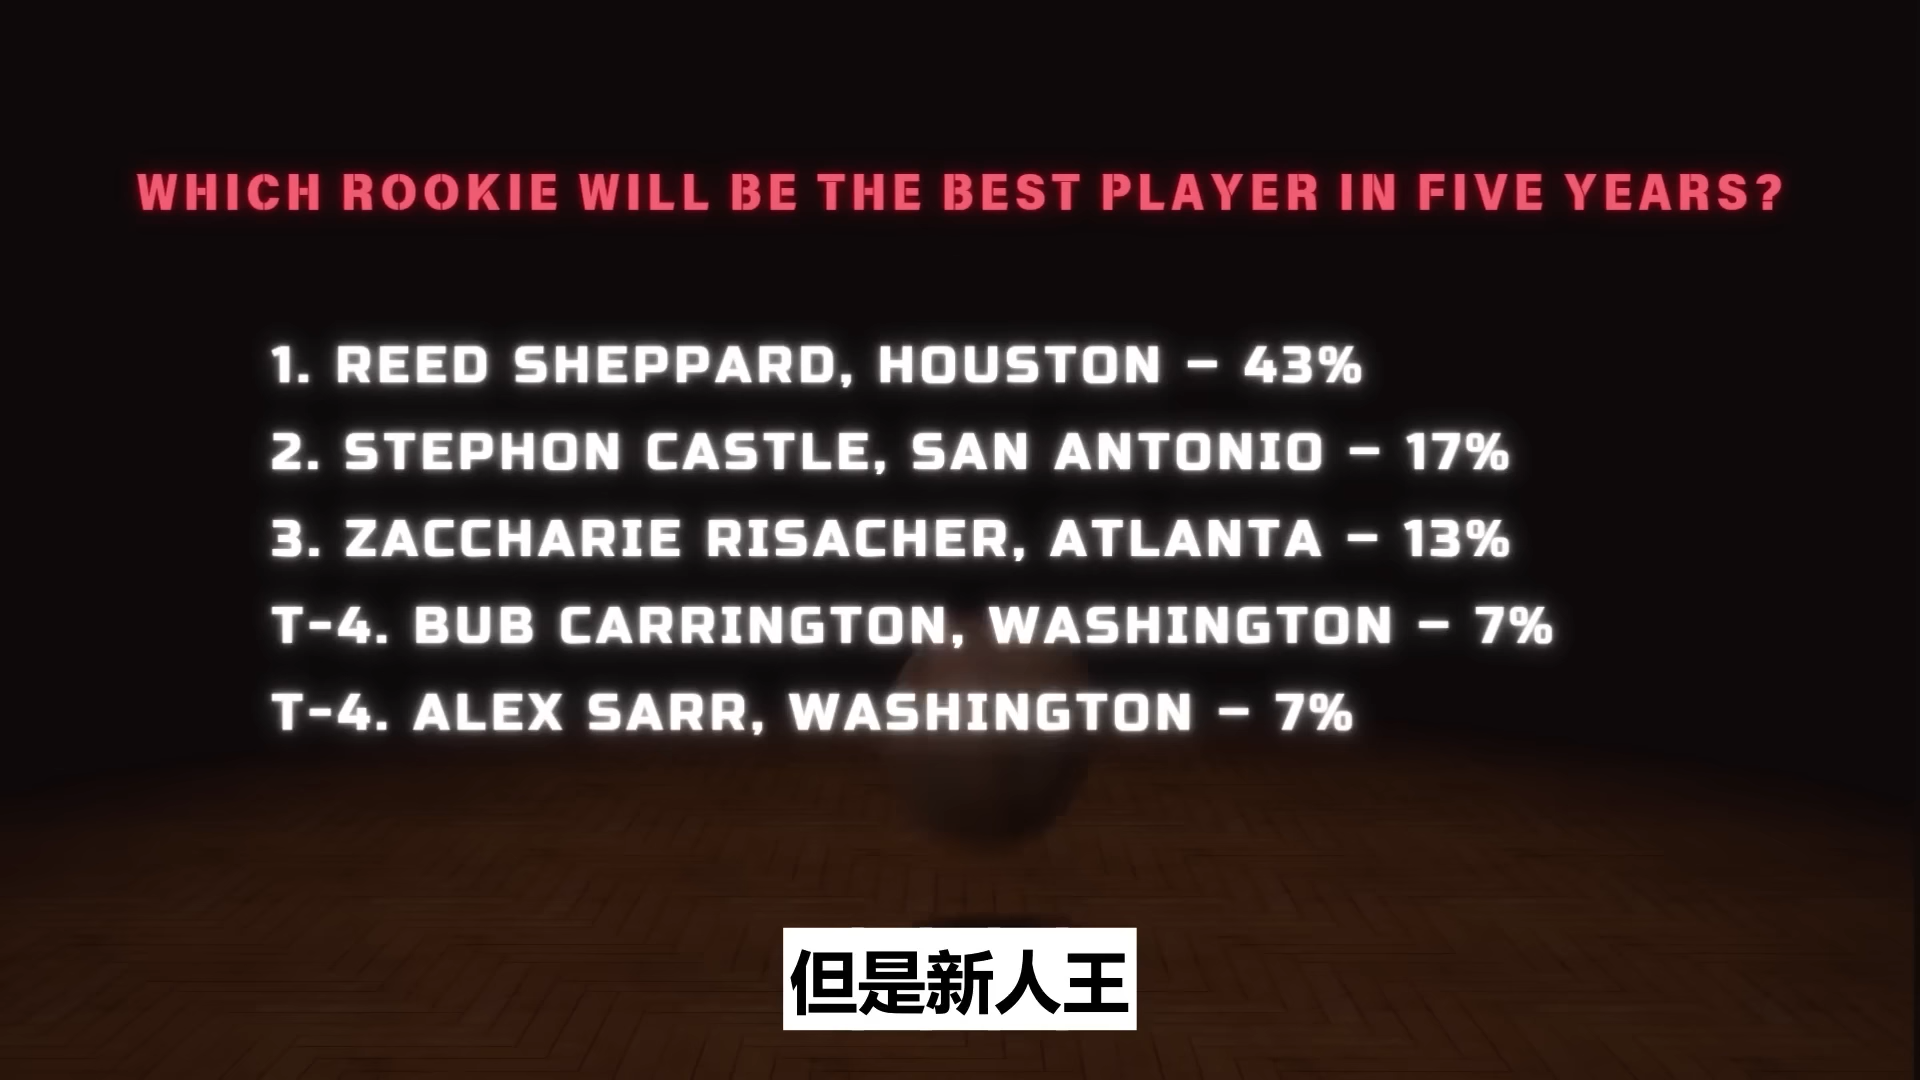 WHICH ROOKIE WILL BE THE BEST PLAYER IN FIVE YEARS?
1. REED SHEPPARD, HOUSTON – 43%
2. STEPHON CASTLE, SAN ANTONIO – 17%
3. ZACCHARIE RISACHER, ATLANTA – 13%
T-4. BUB CARRINGTON, WASHINGTON – 7%
T-4. ALEX SARR, WASHINGTON – 7%
但是新人王